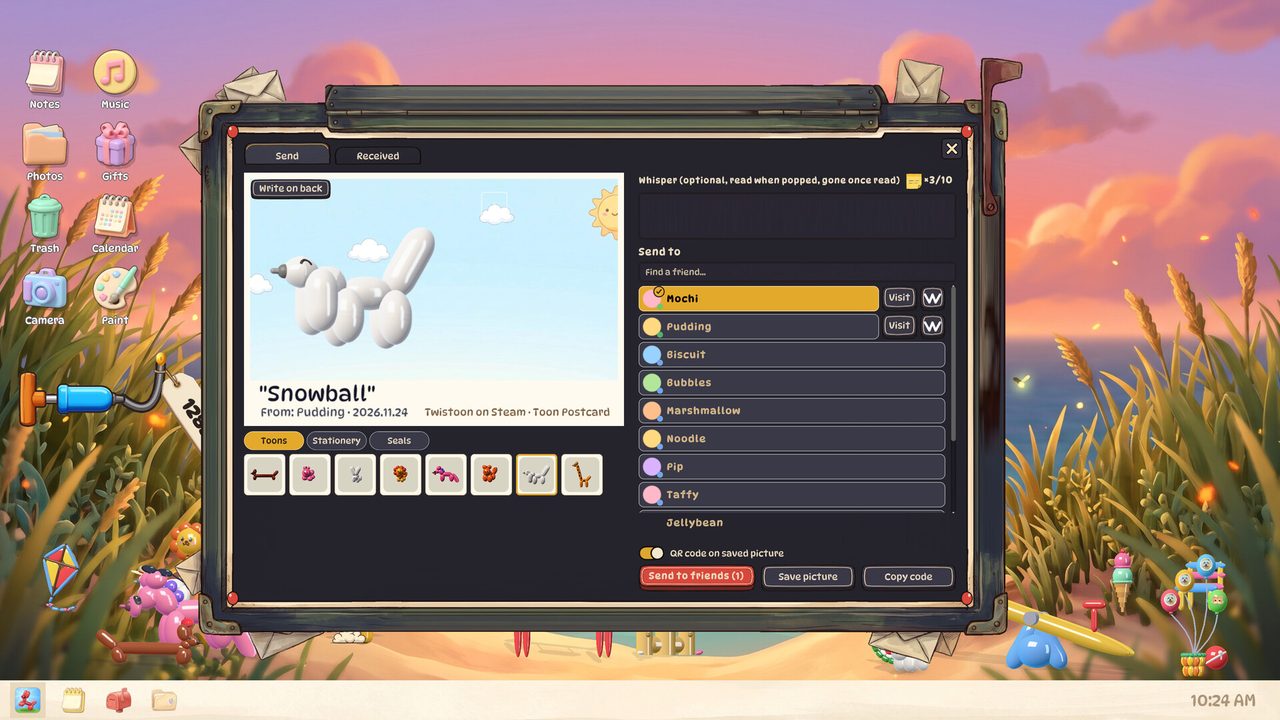 Notes
Music
Photos
Gifts
Trash
Calendar
Camera
Paint
Send
Received
Write on back
"Snowball"
From: Pudding · 2026.11.24
Twistoon on Steam · Toon Postcard
Toons
Stationery
Seals
Whisper (optional, read when popped, gone once read)
×3/10
Send to
Find a friend...
Mochi
Visit
W
Pudding
Visit
W
Biscuit
Bubbles
Marshmallow
Noodle
Pip
Taffy
Jellybean
QR code on saved picture
Send to friends (1)
Save picture
Copy code
10:24 AM